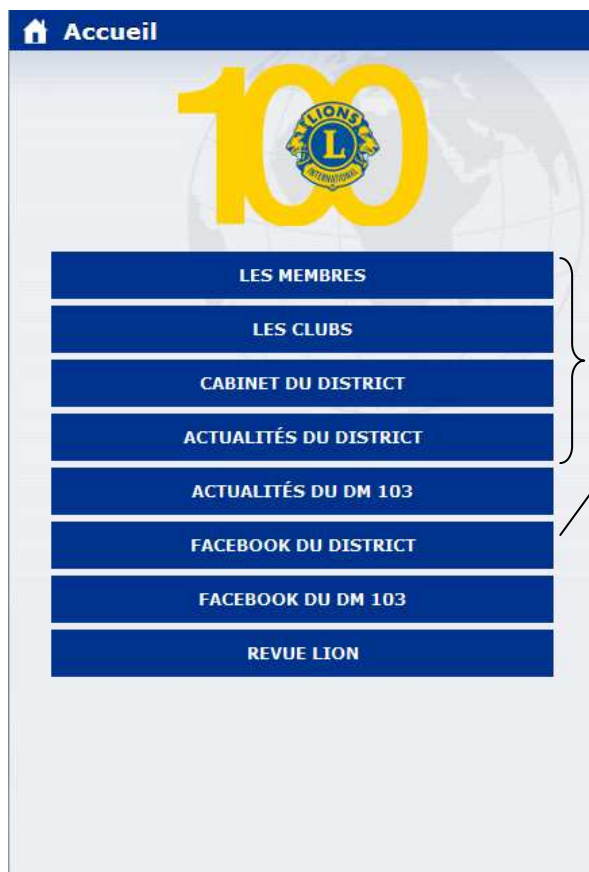 Accueil
100
LIONS
L
INTERNATIONAL
LES MEMBRES
LES CLUBS
CABINET DU DISTRICT
ACTUALITÉS DU DISTRICT
ACTUALITÉS DU DM 103
FACEBOOK DU DISTRICT
FACEBOOK DU DM 103
REVUE LION